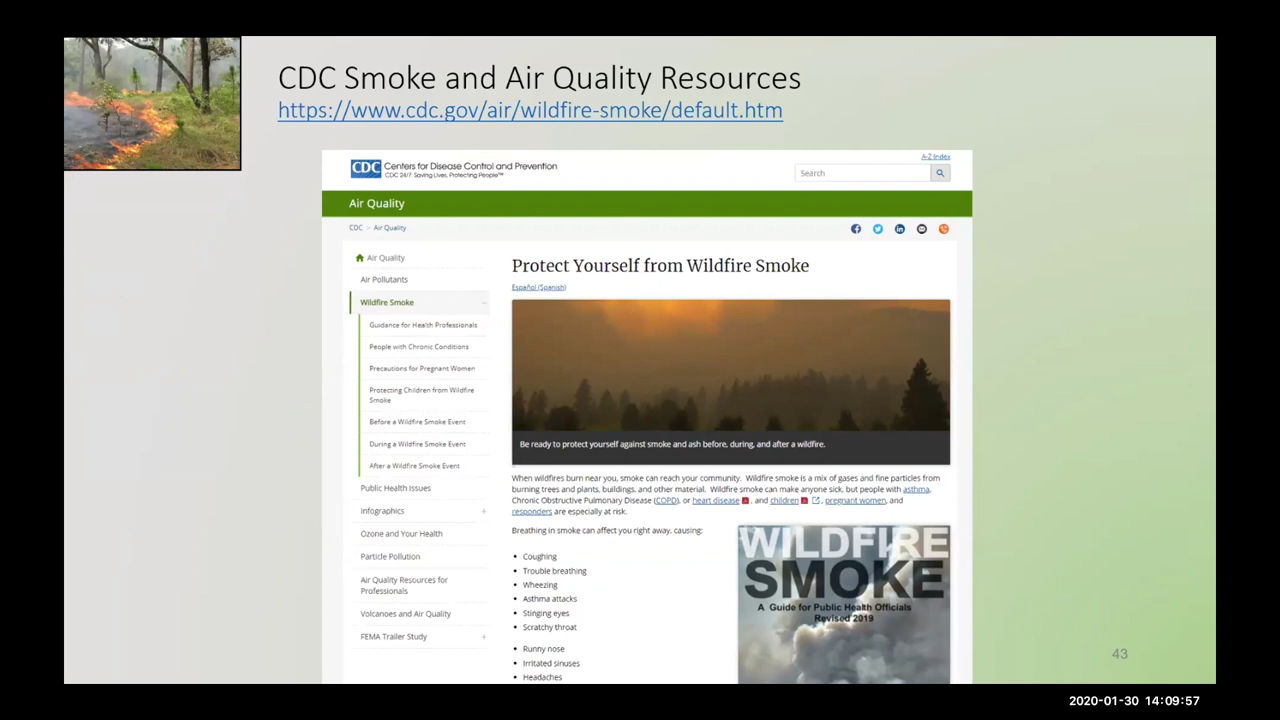 CDC Smoke and Air Quality Resources
https://www.cdc.gov/air/wildfire-smoke/default.htm
A-Z Index
CDC Centers for Disease Control and Prevention
CDC 24/7: Saving Lives, Protecting People™
Search
Air Quality
CDC > Air Quality
Air Quality
Air Pollutants
Wildfire Smoke
Guidance for Health Professionals
People with Chronic Conditions
Precautions for Pregnant Women
Protecting Children from Wildfire
Smoke
Before a Wildfire Smoke Event
During a Wildfire Smoke Event
After a Wildfire Smoke Event
Public Health Issues
Infographics
Ozone and Your Health
Particle Pollution
Air Quality Resources for
Professionals
Volcanoes and Air Quality
FEMA Trailer Study
Protect Yourself from Wildfire Smoke
Español (Spanish)
Be ready to protect yourself against smoke and ash before, during, and after a wildfire.
When wildfires burn near you, smoke can reach your community. Wildfire smoke is a mix of gases and fine particles from
burning trees and plants, buildings, and other material. Wildfire smoke can make anyone sick, but people with asthma,
Chronic Obstructive Pulmonary Disease (COPD), or heart disease, and children, pregnant women, and
responders are especially at risk.
Breathing in smoke can affect you right away, causing:
• Coughing
• Trouble breathing
• Wheezing
• Asthma attacks
• Stinging eyes
• Scratchy throat
• Runny nose
• Irritated sinuses
• Headaches
WILDFIRE
SMOKE
A Guide for Public Health Officials
Revised 2019
43
2020-01-30 14:09:57